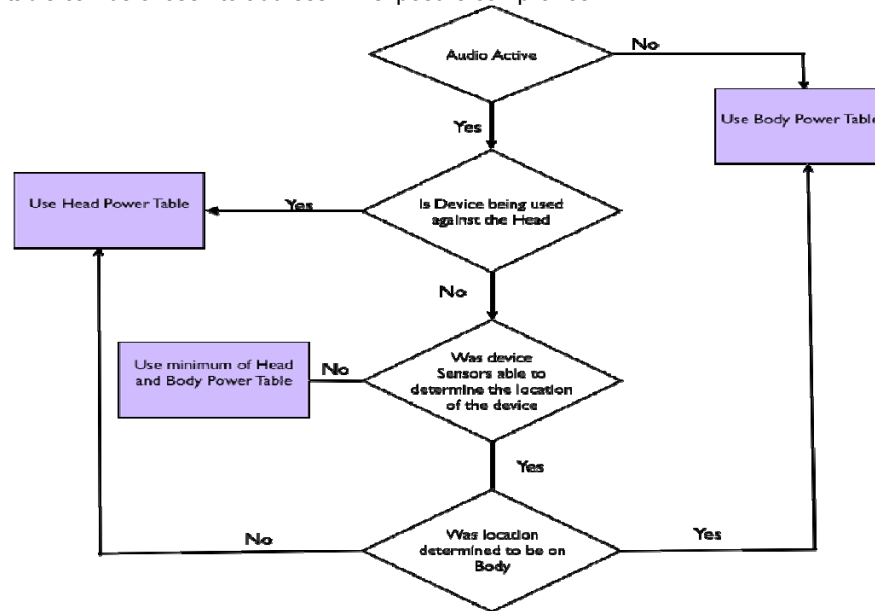 Audio Active
No
Use Body Power Table
Yes
Use Head Power Table
Yes
Is Device being used
against the Head
No
Use minimum of Head
and Body Power Table
No
Was device
Sensors able to
determine the location
of the device
Yes
No
Was location
determined to be on
Body
Yes